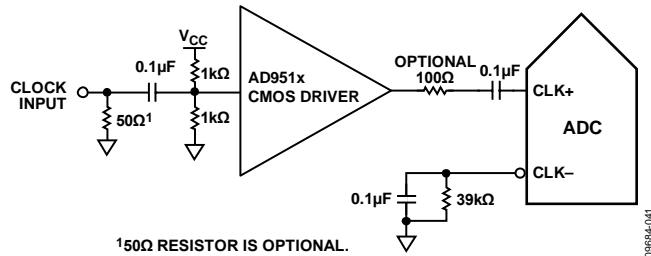 V_CC
0.1µF
1kΩ
CLOCK
INPUT
50Ω¹
1kΩ
AD951x
CMOS DRIVER
OPTIONAL
100Ω
0.1µF
CLK+
ADC
CLK–
0.1µF
39kΩ
¹50Ω RESISTOR IS OPTIONAL.
09684-041